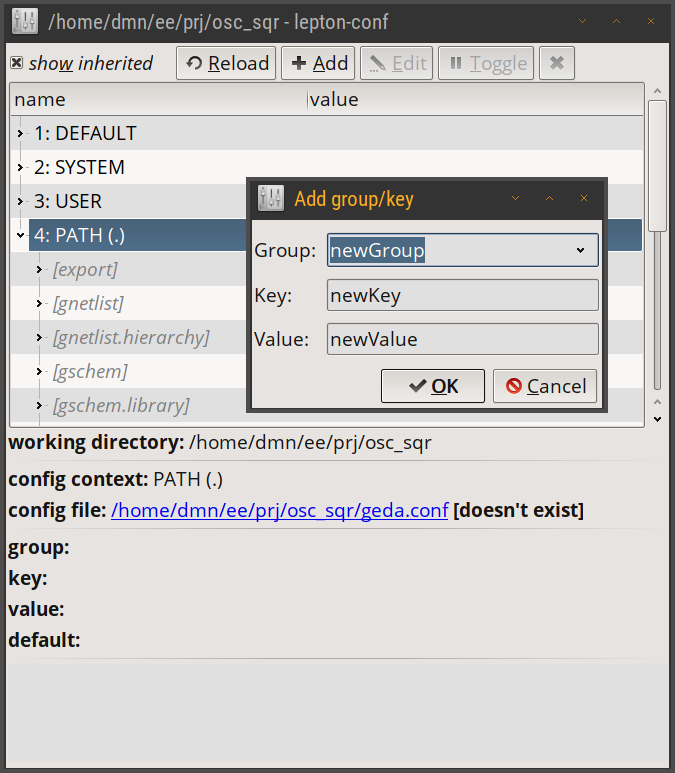 /home/dmn/ee/prj/osc_sqr - lepton-conf
show inherited Reload Add Edit Toggle
name value
1: DEFAULT
2: SYSTEM
3: USER
4: PATH (.)
[export]
[gnetlist]
[gnetlist.hierarchy]
[gschem]
[gschem.library]
Add group/key
Group: newGroup
Key: newKey
Value: newValue
OK Cancel
working directory: /home/dmn/ee/prj/osc_sqr
config context: PATH (.)
config file: /home/dmn/ee/prj/osc_sqr/geda.conf [doesn't exist]
group:
key:
value:
default: